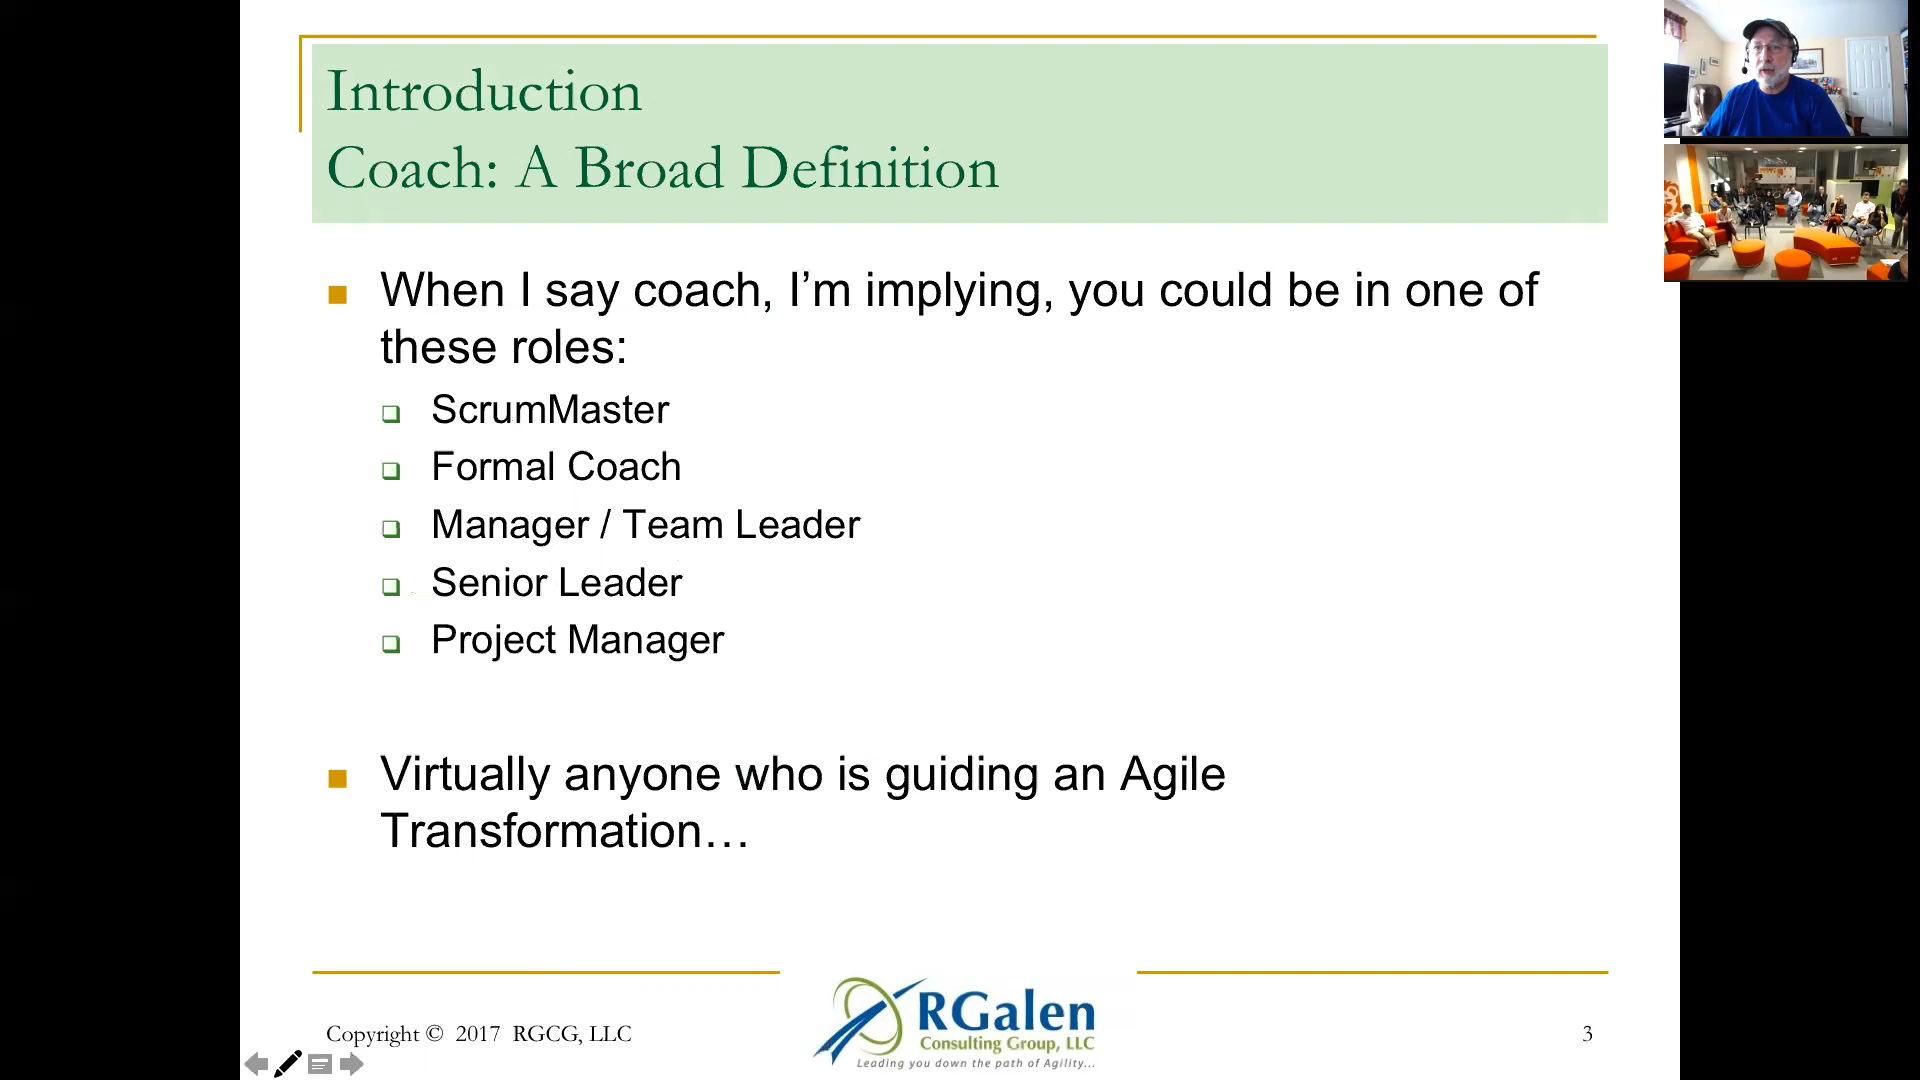 Introduction
Coach: A Broad Definition
When I say coach, I’m implying, you could be in one of
these roles:
ScrumMaster
Formal Coach
Manager / Team Leader
Senior Leader
Project Manager
Virtually anyone who is guiding an Agile
Transformation…
Copyright © 2017 RGCG, LLC
RGalen
Consulting Group, LLC
Leading you down the path of Agility...
3